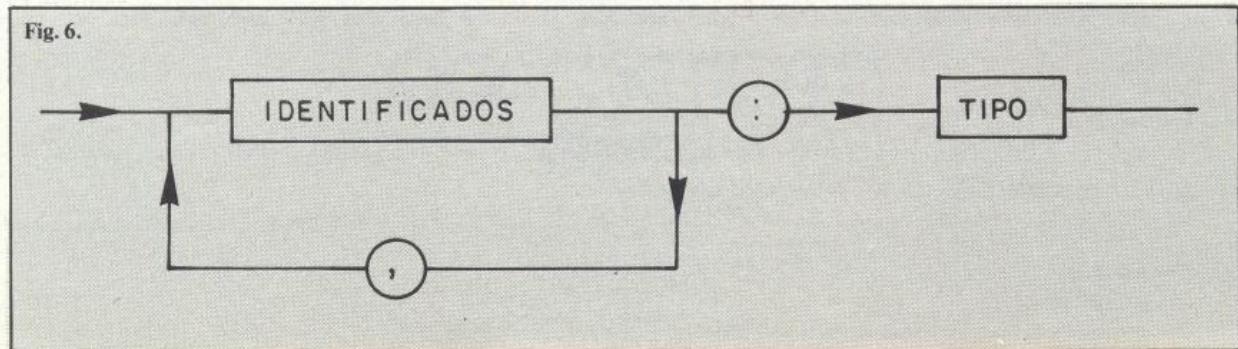 Fig. 6.
IDENTIFICADOS : TIPO
,